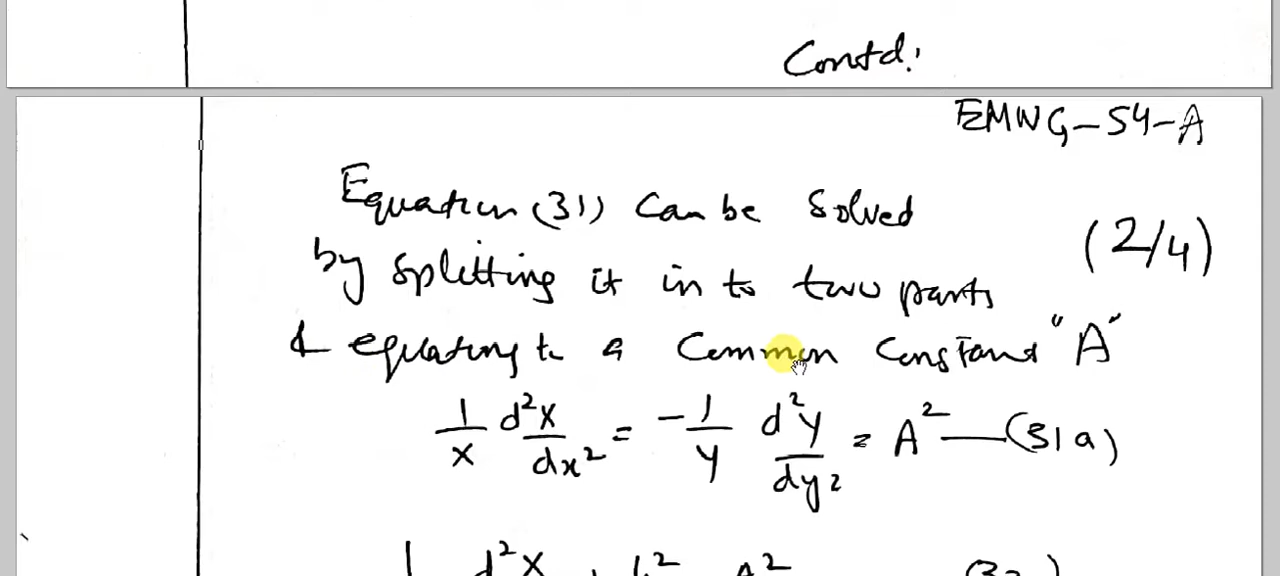 Contd.
EMWG-54-A
Equation (31) Can be Solved
(2/4)
by splitting it in to two parts
& equating to a Common Constant "A"
1/X d²X/dx² = -1/Y d²Y/dy² = A² — (31a)